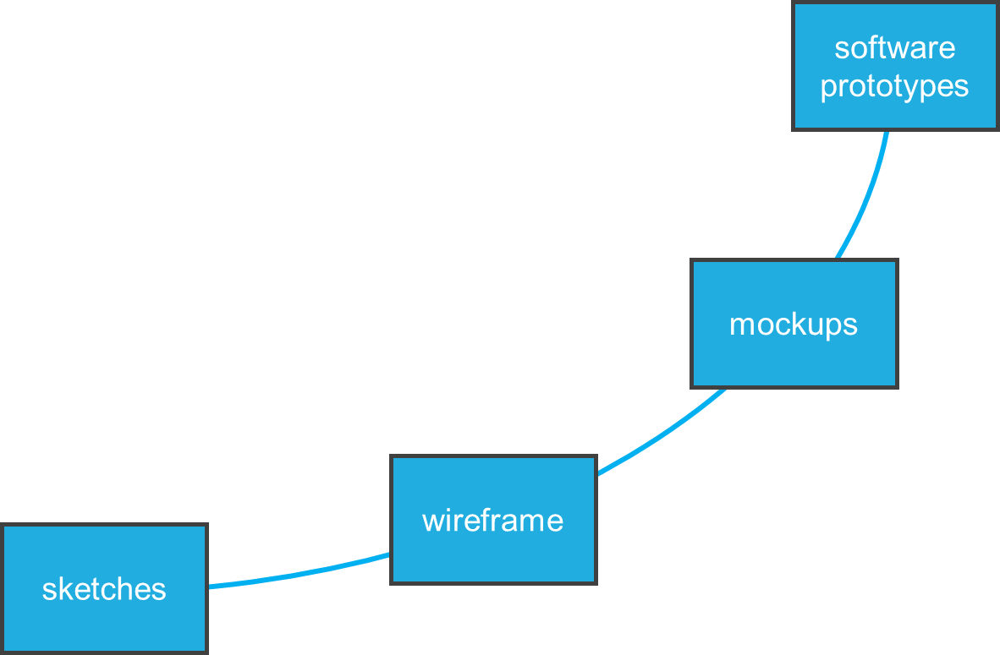 software
prototypes
mockups
wireframe
sketches